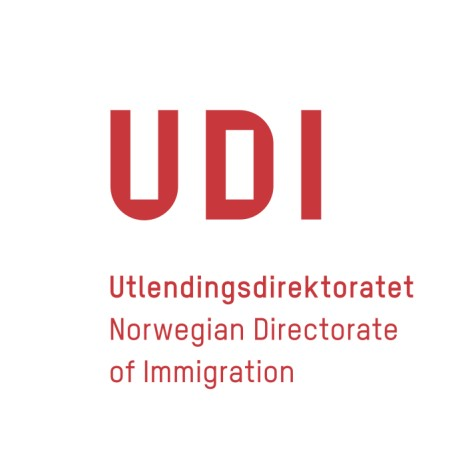 UDI
Utlendingsdirektoratet
Norwegian Directorate
of Immigration